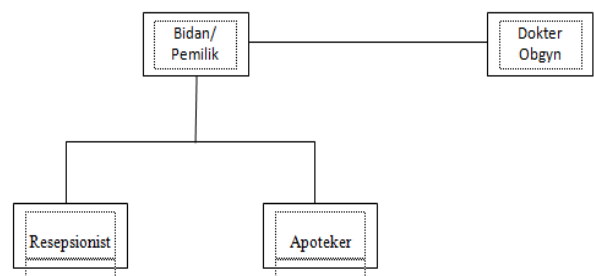 Bidan/
Pemilik
Dokter
Obgyn
Resepsionist
Apoteker